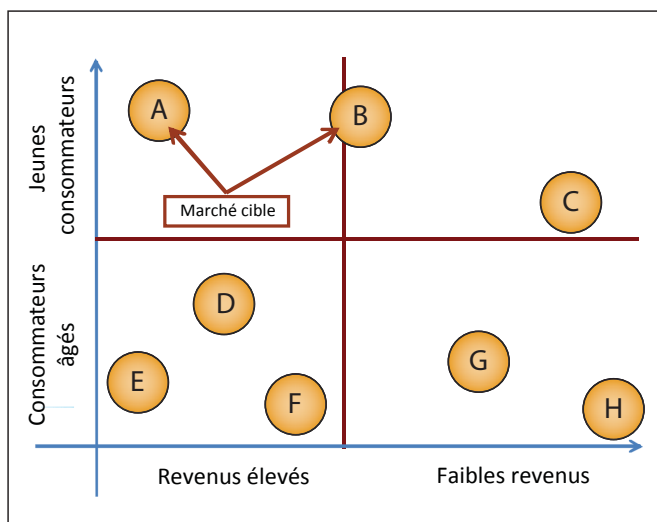 Jeunes
consommateurs
A
B
Marché cible
C
Consommateurs
âgés
D
E
F
G
H
Revenus élevés
Faibles revenus